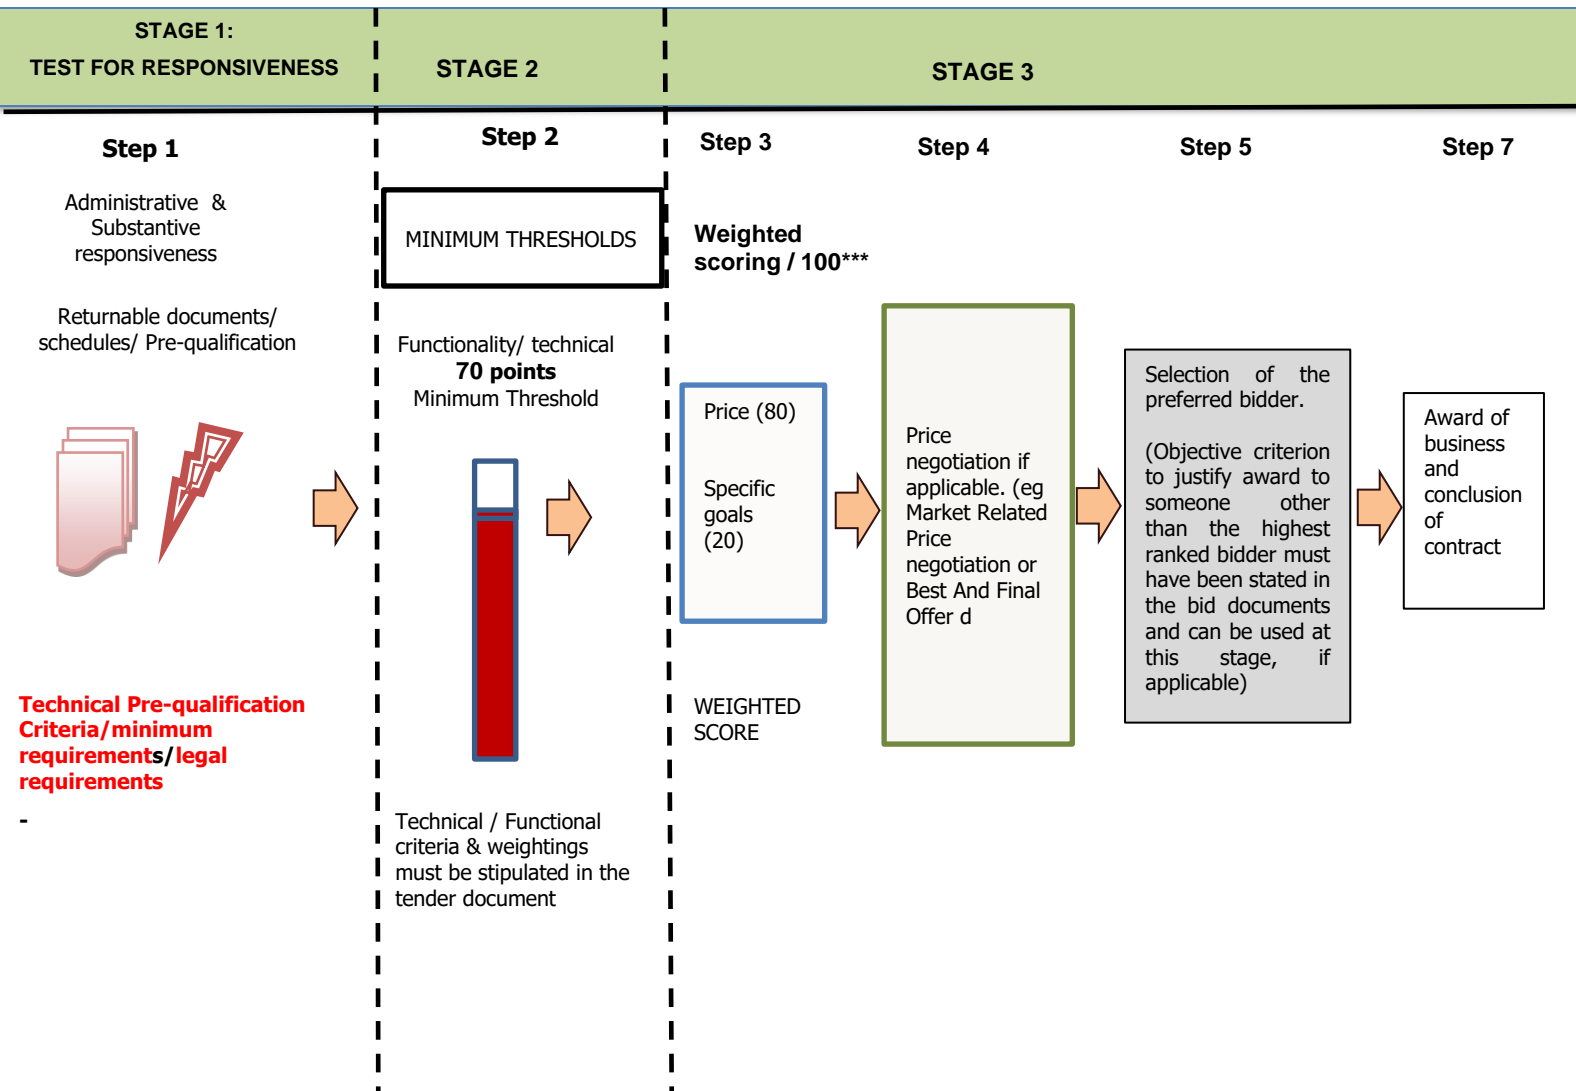 STAGE 1:
TEST FOR RESPONSIVENESS
STAGE 2
STAGE 3
Step 1
Administrative &
Substantive
responsiveness
Returnable documents/
schedules/ Pre-qualification
Technical Pre-qualification
Criteria/minimum
requirements/legal
requirements
-
Step 2
MINIMUM THRESHOLDS
Functionality/ technical
70 points
Minimum Threshold
Technical / Functional
criteria & weightings
must be stipulated in the
tender document
Step 3
Weighted
scoring / 100***
Price (80)
Specific
goals
(20)
WEIGHTED
SCORE
Step 4
Price
negotiation if
applicable. (eg
Market Related
Price
negotiation or
Best And Final
Offer d
Step 5
Selection of the
preferred bidder.
(Objective criterion
to justify award to
someone other
than the highest
ranked bidder must
have been stated in
the bid documents
and can be used at
this stage, if
applicable)
Step 7
Award of
business
and
conclusion
of
contract